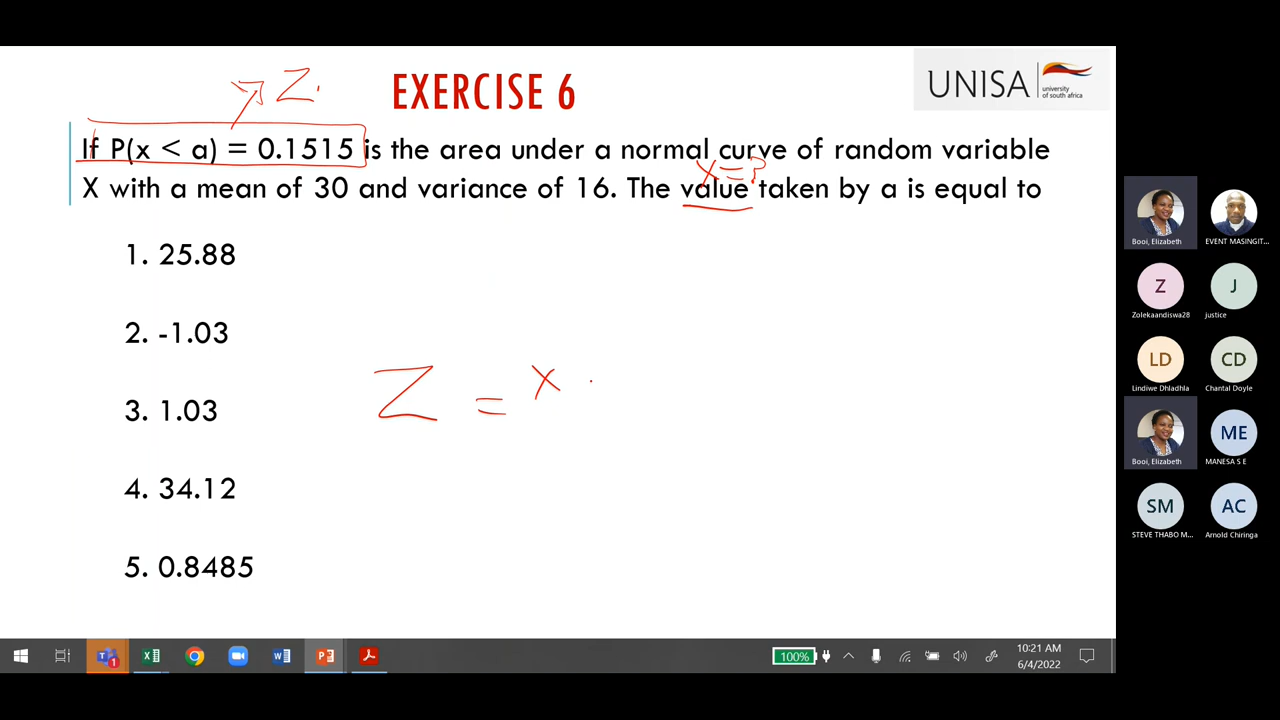 Z.
EXERCISE 6
UNISA
university
of south africa
If P(x < a) = 0.1515 is the area under a normal curve of random variable
x=?
X with a mean of 30 and variance of 16. The value taken by a is equal to
1. 25.88
2. -1.03
Z = x
3. 1.03
4. 34.12
5. 0.8485
Booi, Elizabeth
EVENT MASINGIT...
Z
J
Zolekaandiswa28
justice
LD
CD
Lindiwe Dhladhla
Chantal Doyle
ME
Booi, Elizabeth
MANESA S E
SM
AC
STEVE THABO M...
Arnold Chiringa
1
100%
10:21 AM
6/4/2022